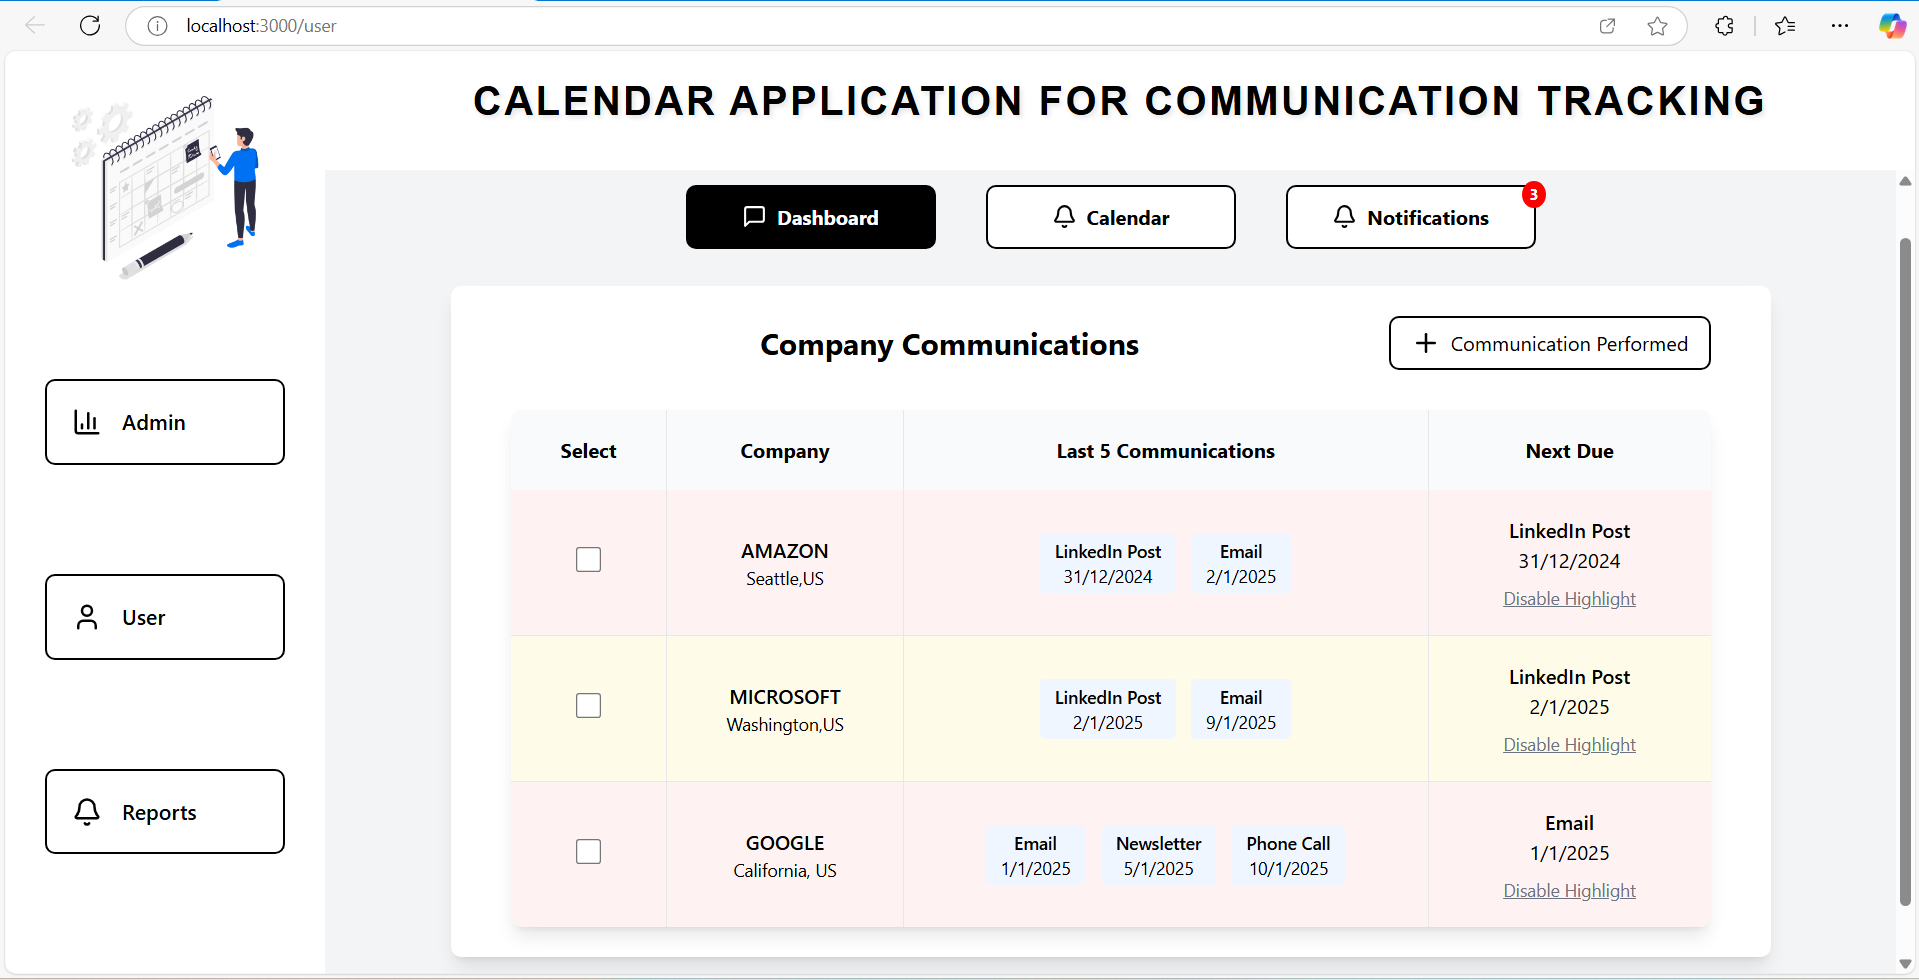 localhost:3000/user
CALENDAR APPLICATION FOR COMMUNICATION TRACKING
Dashboard
Calendar
Notifications
3
Admin
User
Reports
Company Communications
Communication Performed
Select
Company
Last 5 Communications
Next Due
AMAZON
Seattle,US
LinkedIn Post
31/12/2024
Email
2/1/2025
LinkedIn Post
31/12/2024
Disable Highlight
MICROSOFT
Washington,US
LinkedIn Post
2/1/2025
Email
9/1/2025
LinkedIn Post
2/1/2025
Disable Highlight
GOOGLE
California, US
Email
1/1/2025
Newsletter
5/1/2025
Phone Call
10/1/2025
Email
1/1/2025
Disable Highlight